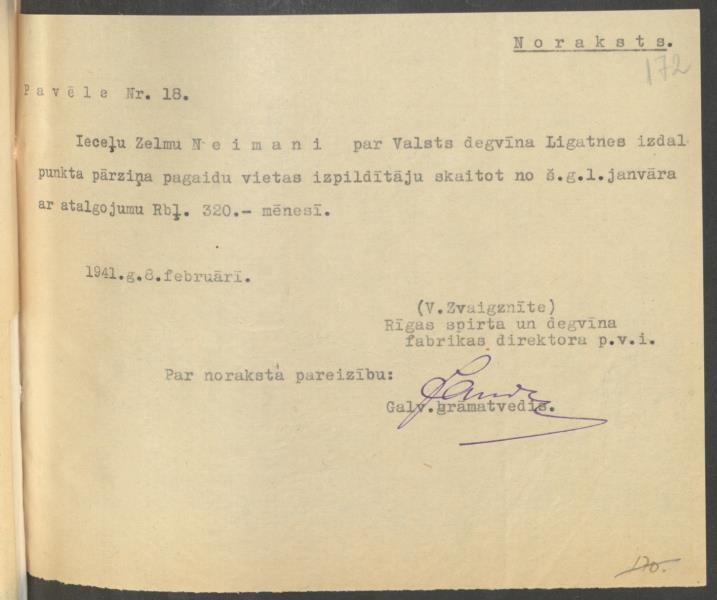 Noraksts.
172
Pavēle Nr. 18.
Ieceļu Zelmu Neimani par Valsts degvīna Ligatnes izdal
punkta pārziņa pagaidu vietas izpildītāju skaitot no š.g.l.janvāra
ar atalgojumu Rbļ. 320.- mēnesī.
1941.g.8.februārī.
(V.Zvaigznīte)
Rīgas spirta un degvīna
fabrikas direktora p.v.i.
Par noraksta pareizību:
Galv.grāmatvedis.
170.